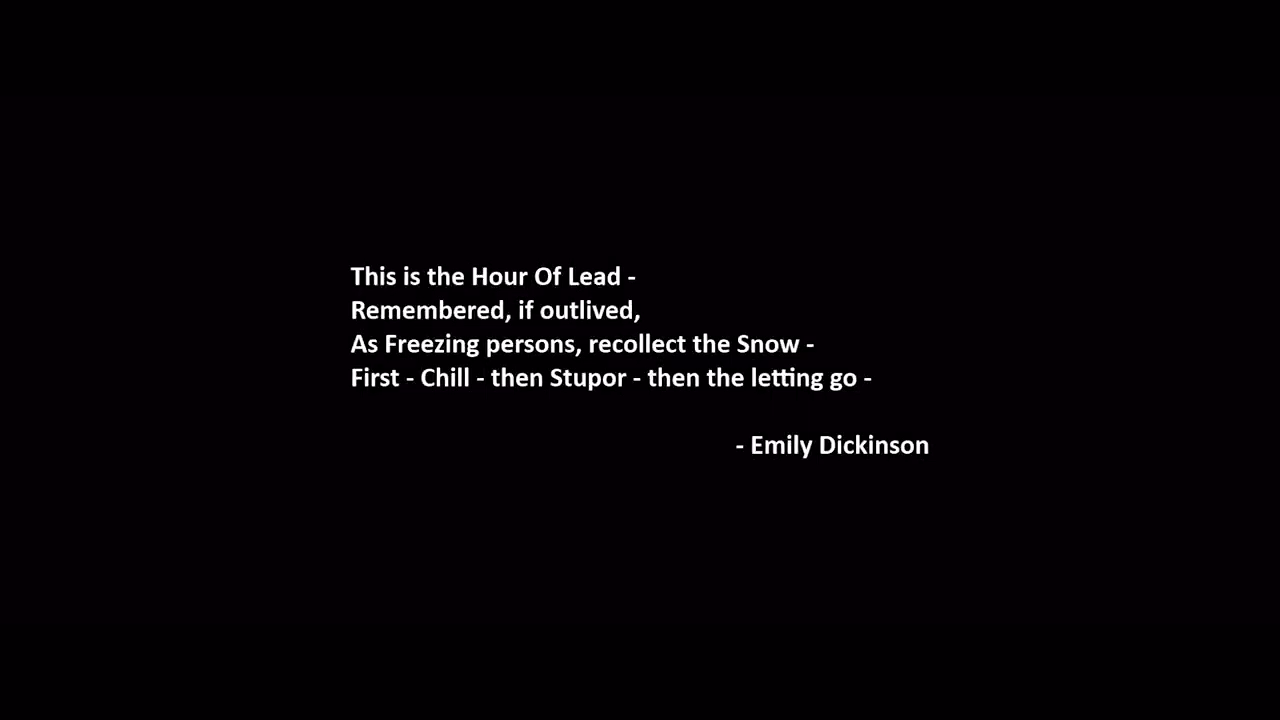 This is the Hour Of Lead -
Remembered, if outlived,
As Freezing persons, recollect the Snow -
First - Chill - then Stupor - then the letting go -
- Emily Dickinson